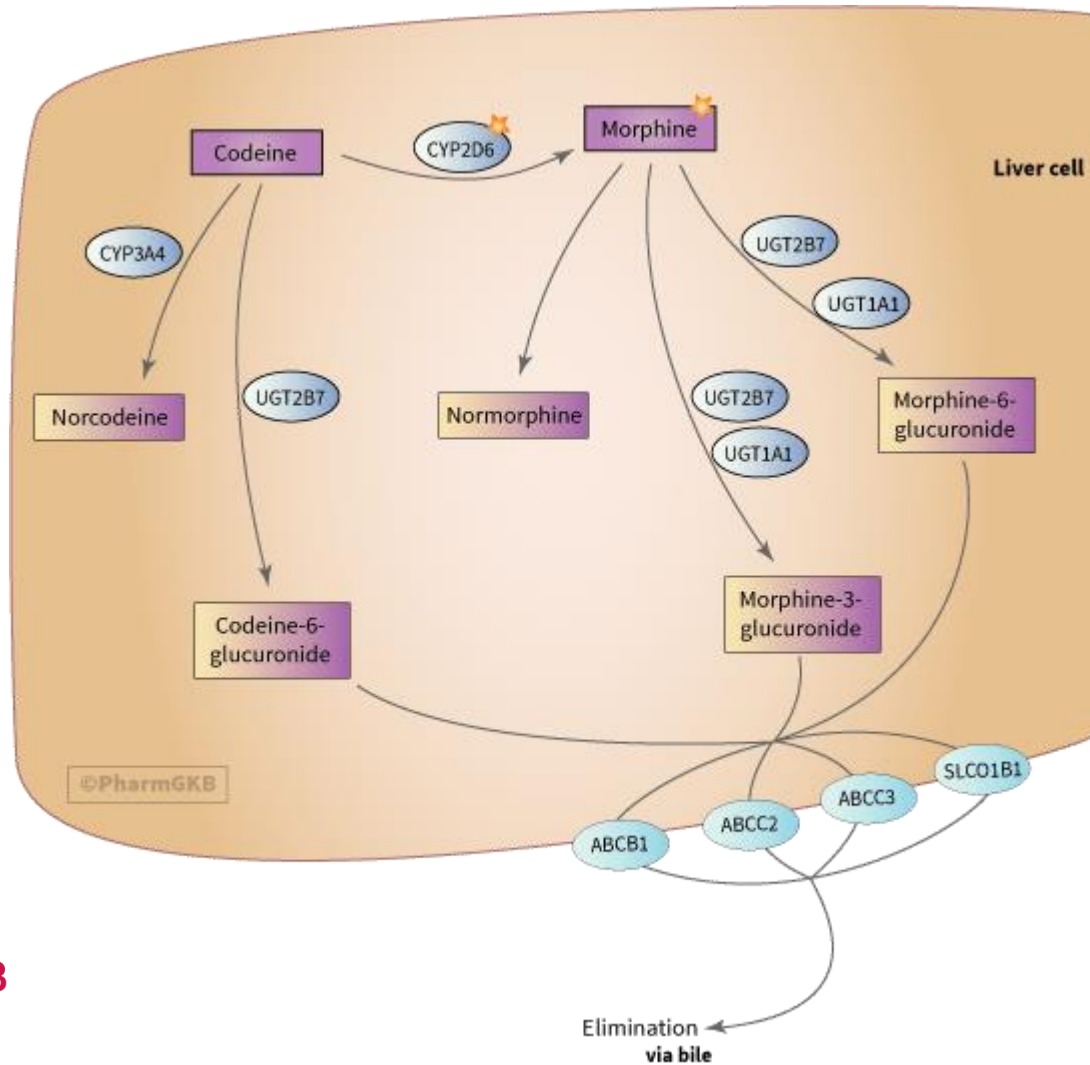 Codeine
CYP2D6
Morphine
Liver cell
CYP3A4
UGT2B7
UGT1A1
Norcodeine
UGT2B7
Normorphine
UGT2B7
UGT1A1
Morphine-6-
glucuronide
Codeine-6-
glucuronide
Morphine-3-
glucuronide
©PharmGKB
ABCB1
ABCC2
ABCC3
SLCO1B1
Elimination
via bile